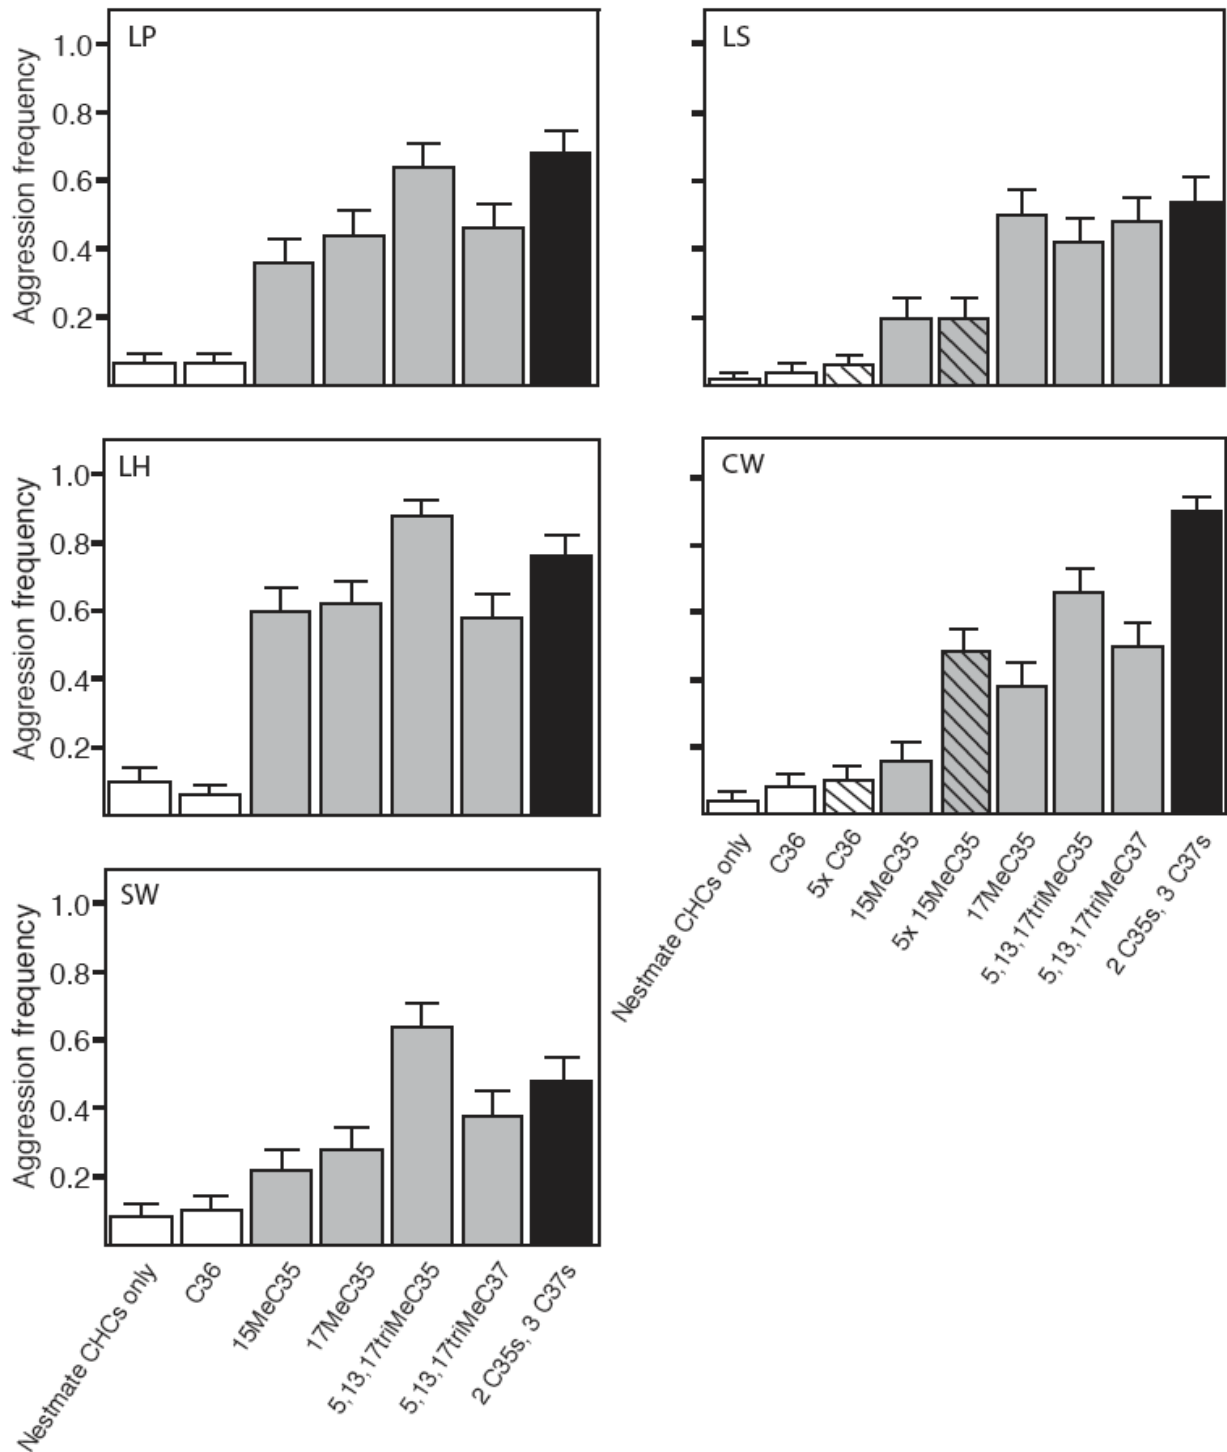 LP
1.0
0.8
0.6
0.4
0.2
Aggression frequency
LS
LH
1.0
0.8
0.6
0.4
0.2
Aggression frequency
CW
Nestmate CHCs only
C36
5x C36
15MeC35
5x 15MeC35
17MeC35
5,13,17triMeC35
5,13,17triMeC37
2 C35s, 3 C37s
SW
1.0
0.8
0.6
0.4
0.2
Aggression frequency
Nestmate CHCs only
C36
15MeC35
17MeC35
5,13,17triMeC35
5,13,17triMeC37
2 C35s, 3 C37s